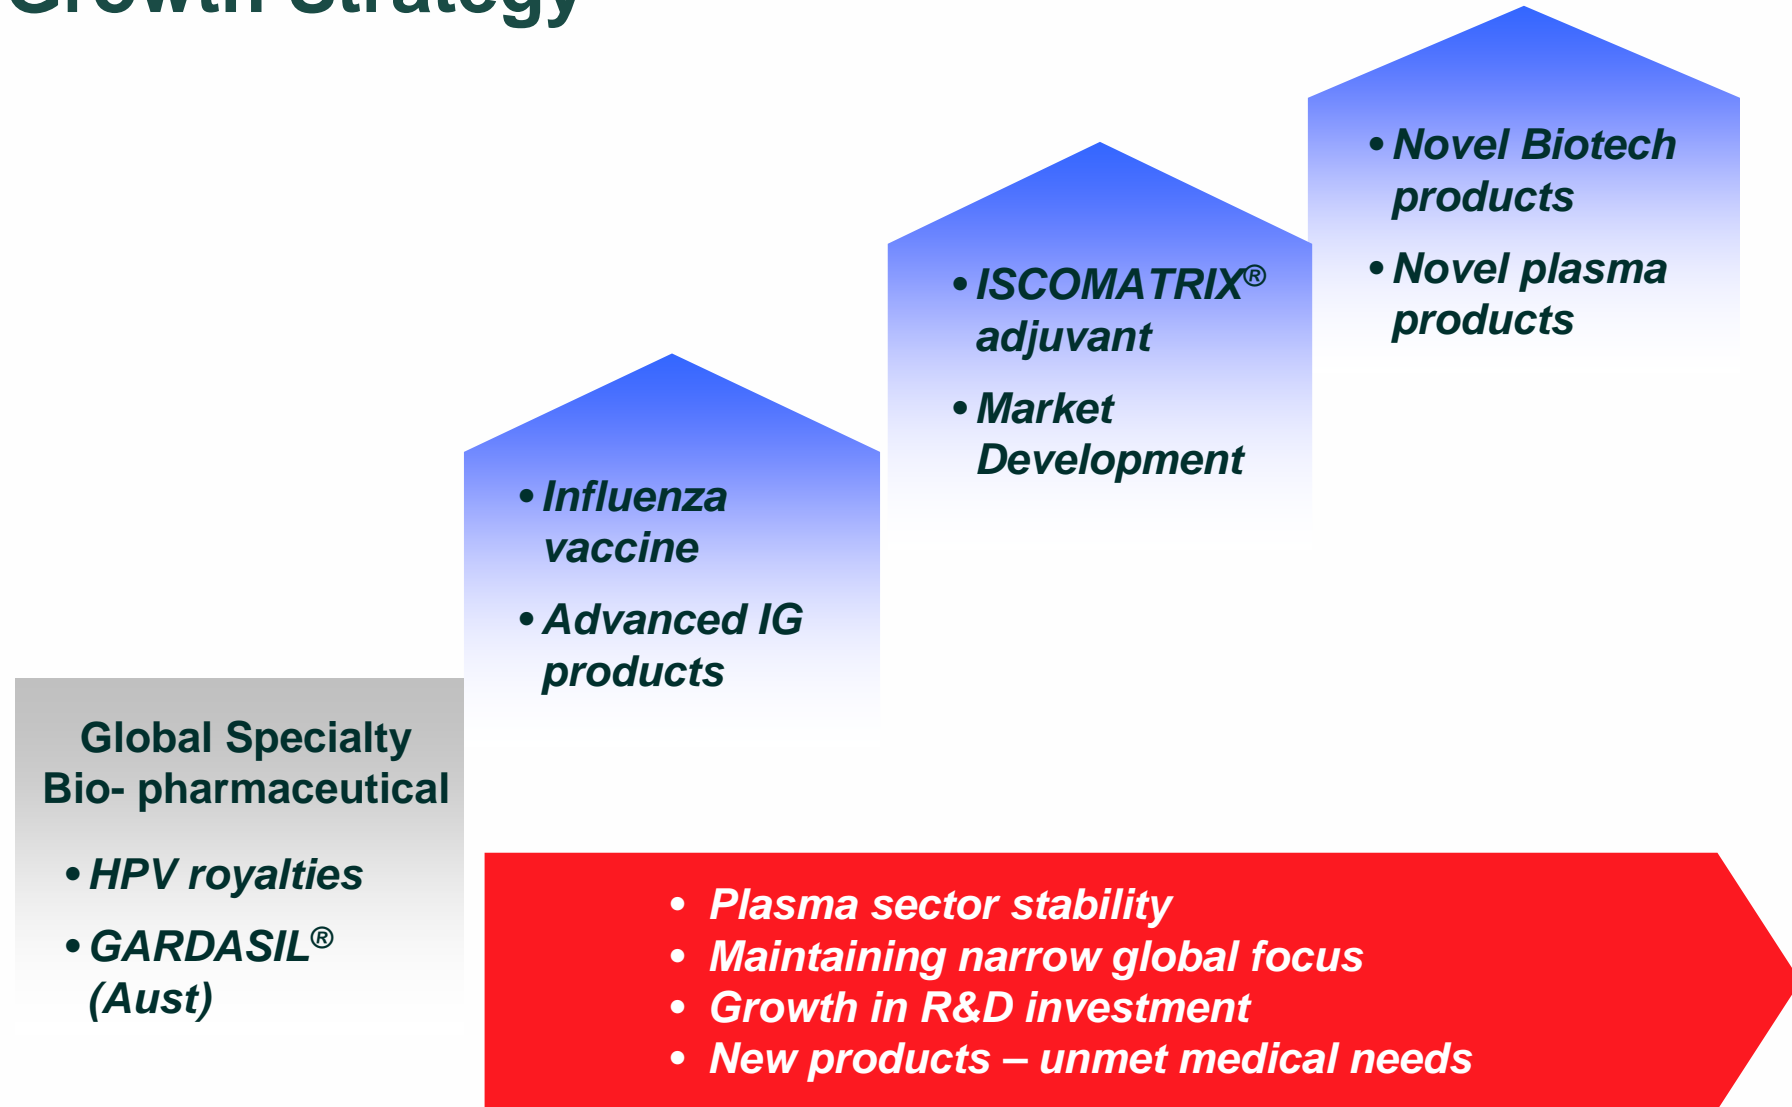 Growth Strategy
• Novel Biotech
products
• Novel plasma
products
• ISCOMATRIX®
adjuvant
• Market
Development
• Influenza
vaccine
• Advanced IG
products
Global Specialty
Bio- pharmaceutical
• HPV royalties
• GARDASIL®
(Aust)
• Plasma sector stability
• Maintaining narrow global focus
• Growth in R&D investment
• New products – unmet medical needs